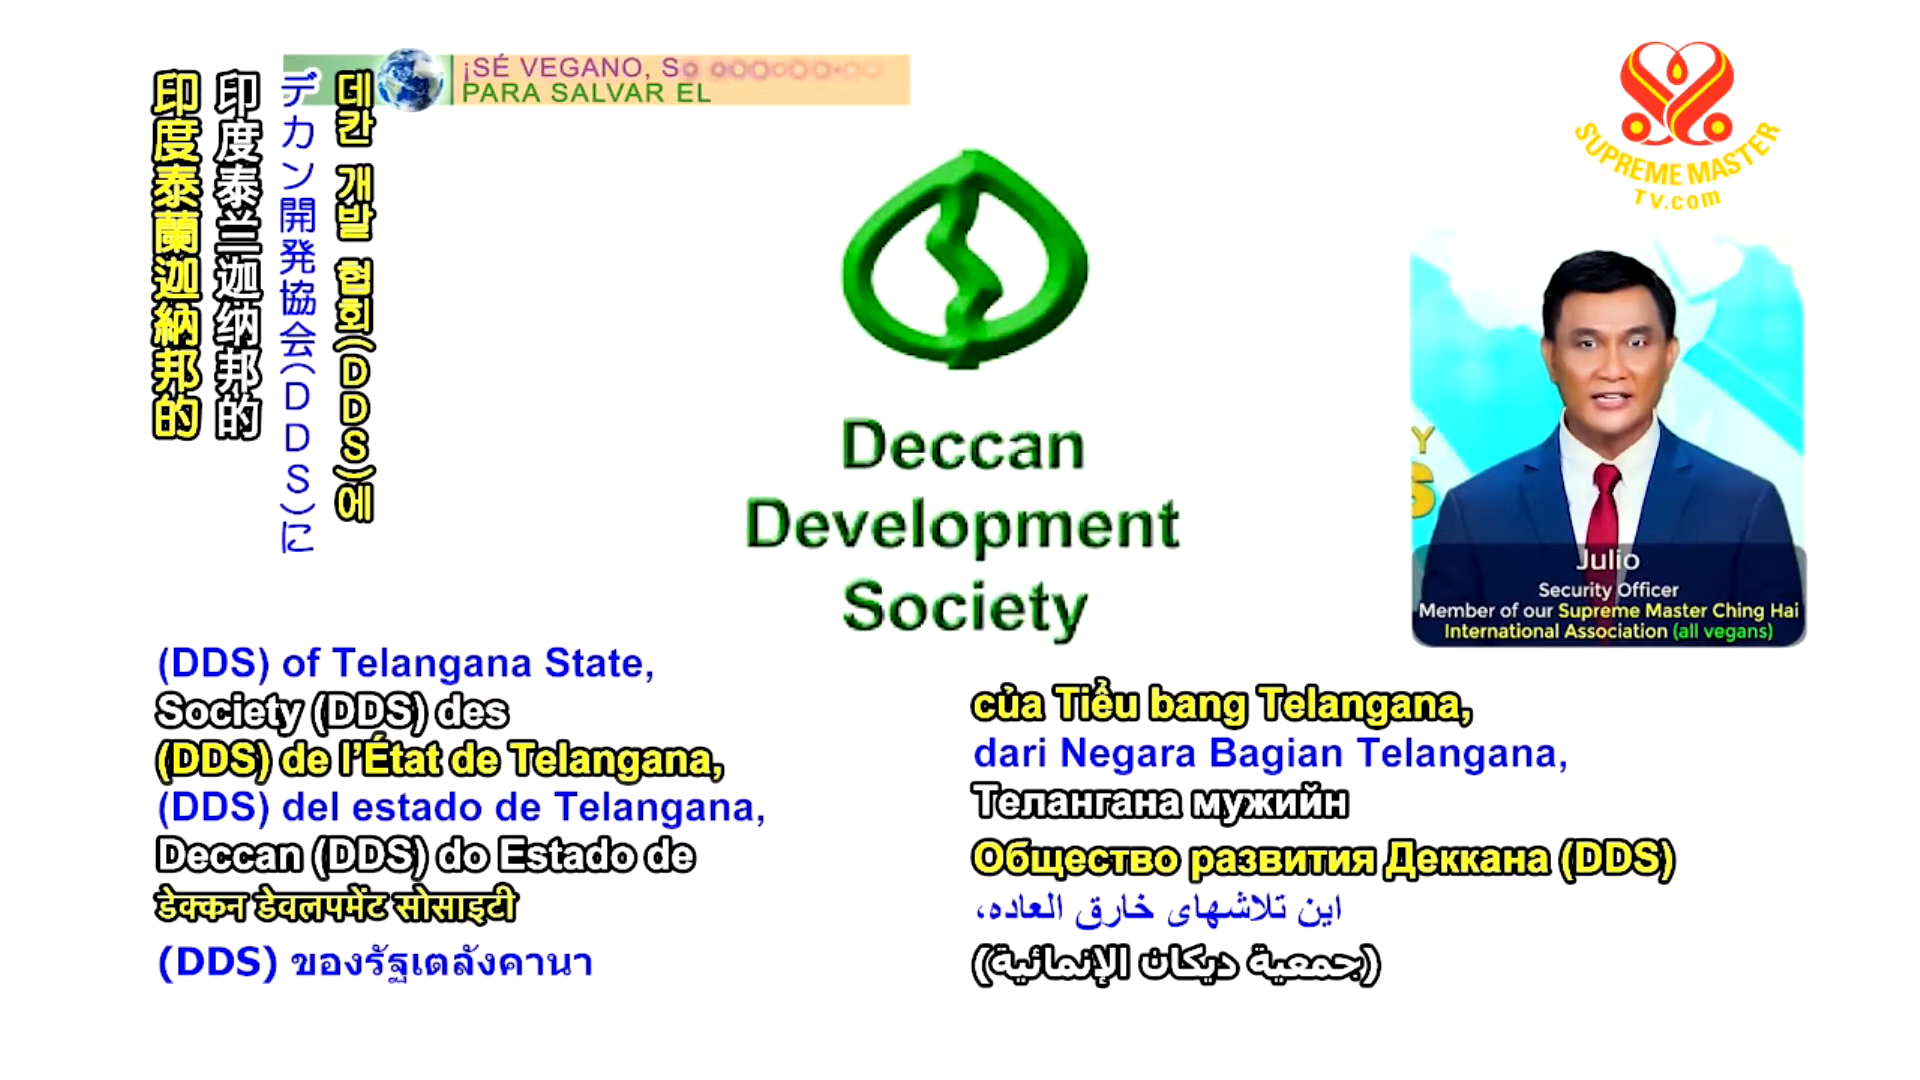 印度泰蘭迦納邦的
印度泰兰迦纳邦的
デカン開発協会(DDS)に
데칸 개발 협회(DDS)에
¡SÉ VEGANO, S
PARA SALVAR EL
SUPREME MASTER
TV.com
Deccan
Development
Society
Y
S
Julio
Security Officer
Member of our Supreme Master Ching Hai
International Association (all vegans)
(DDS) of Telangana State,
Society (DDS) des
(DDS) de l’État de Telangana,
(DDS) del estado de Telangana,
Deccan (DDS) do Estado de
डेक्कन डेवलपमेंट सोसाइटी
(DDS) ของรัฐเตลังคานา
của Tiểu bang Telangana,
dari Negara Bagian Telangana,
Телангана мужийн
Общество развития Деккана (DDS)
این تلاشهای خارق العاده،
(جمعية ديكان الإنمائية)